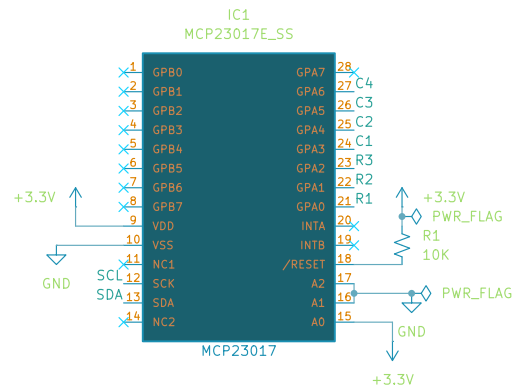 IC1
MCP23017E_SS
1 GPB0 GPA7 28
2 GPB1 GPA6 27 C4
3 GPB2 GPA5 26 C3
4 GPB3 GPA4 25 C2
5 GPB4 GPA3 24 C1
6 GPB5 GPA2 23 R3
7 GPB6 GPA1 22 R2
8 GPB7 GPA0 21 R1
+3.3V 9 VDD INTA 20 +3.3V
PWR_FLAG
10 VSS INTB 19 R1
10K
GND 11 NC1 /RESET 18
SCL 12 SCK A2 17
SDA 13 SDA A1 16 PWR_FLAG
14 NC2 A0 15
GND
MCP23017
+3.3V